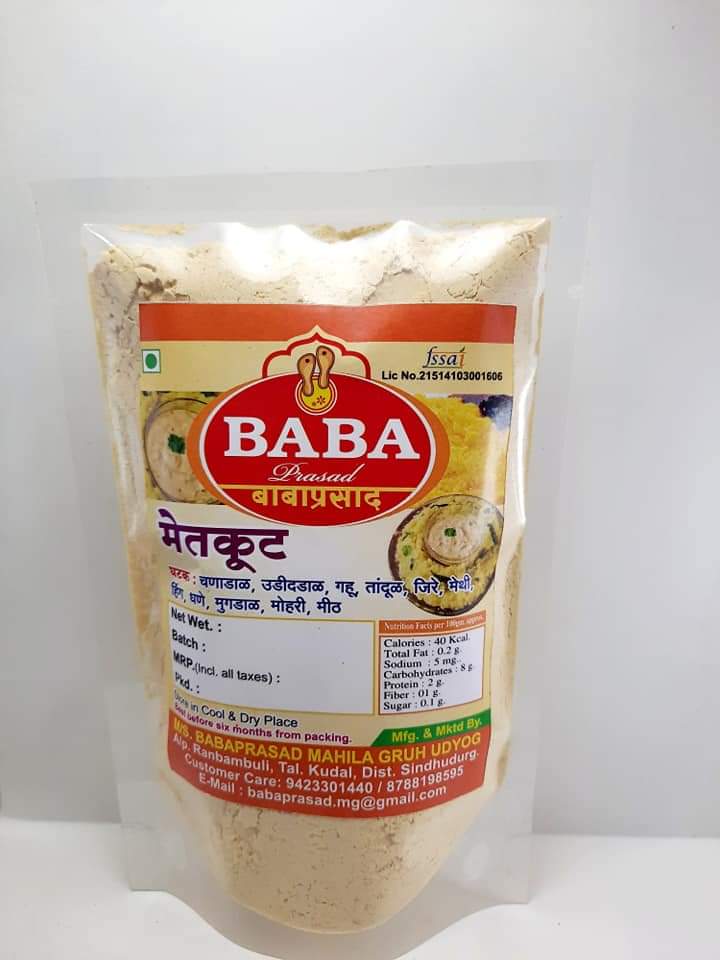 fssai
Lic No.21514103001606
BABA
Prasad
बाबाप्रसाद
मेतकूट
घटक : चणाडाळ, उडीदडाळ, गहू, तांदूळ, जिरे, मेथी,
हिंग, धणे, मुगडाळ, मोहरी, मीठ
Net Wet. :
Batch :
MRP.(Incl. all taxes) :
Pkd. :
Store in Cool & Dry Place
Best before six months from packing.
Nutrition Facts per 100gm. approx.
Calories : 40 Kcal.
Total Fat : 0.2 g.
Sodium : 5 mg..
Carbohydrates : 8 g.
Protein : 2 g.
Fiber : 01 g.
Sugar : 0.1 g.
Mfg. & Mktd By.
M/S. BABAPRASAD MAHILA GRUH UDYOG
A/p. Ranbambuli, Tal. Kudal, Dist. Sindhudurg.
Customer Care: 9423301440 / 8788198595
E-Mail : babaprasad.mg@gmail.com